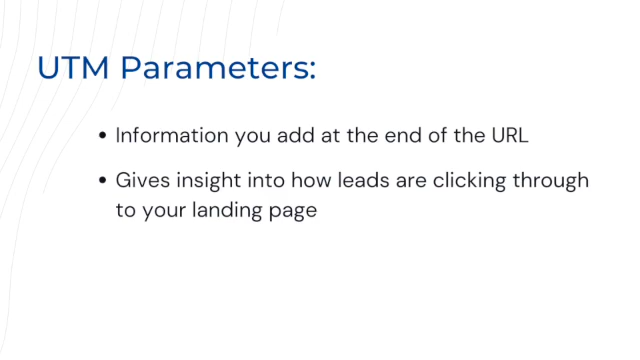 UTM Parameters:
• Information you add at the end of the URL
• Gives insight into how leads are clicking through
to your landing page